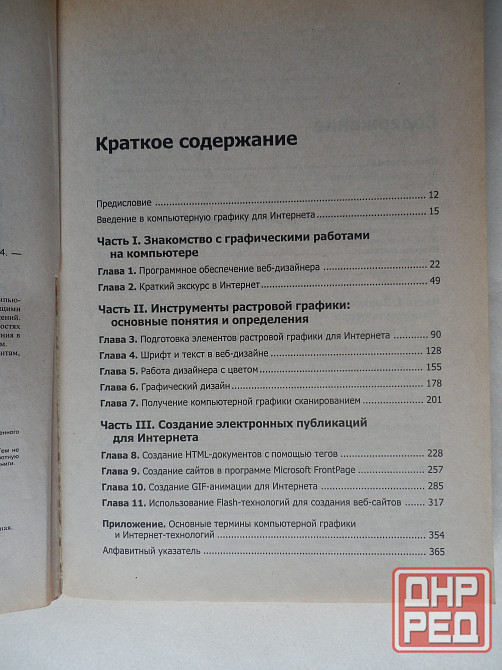 Краткое содержание
Предисловие 12
Введение в компьютерную графику для Интернета 15
Часть I. Знакомство с графическими работами
на компьютере
Глава 1. Программное обеспечение веб-дизайнера 22
Глава 2. Краткий экскурс в Интернет 49
Часть II. Инструменты растровой графики:
основные понятия и определения
Глава 3. Подготовка элементов растровой графики для Интернета 90
Глава 4. Шрифт и текст в веб-дизайне 128
Глава 5. Работа дизайнера с цветом 155
Глава 6. Графический дизайн 178
Глава 7. Получение компьютерной графики сканированием 201
Часть III. Создание электронных публикаций
для Интернета
Глава 8. Создание HTML-документов с помощью тегов 228
Глава 9. Создание сайтов в программе Microsoft FrontPage 257
Глава 10. Создание GIF-анимации для Интернета 285
Глава 11. Использование Flash-технологий для создания веб-сайтов 317
Приложение. Основные термины компьютерной графики
и Интернет-технологий 354
Алфавитный указатель 365
ДНР
РЕД